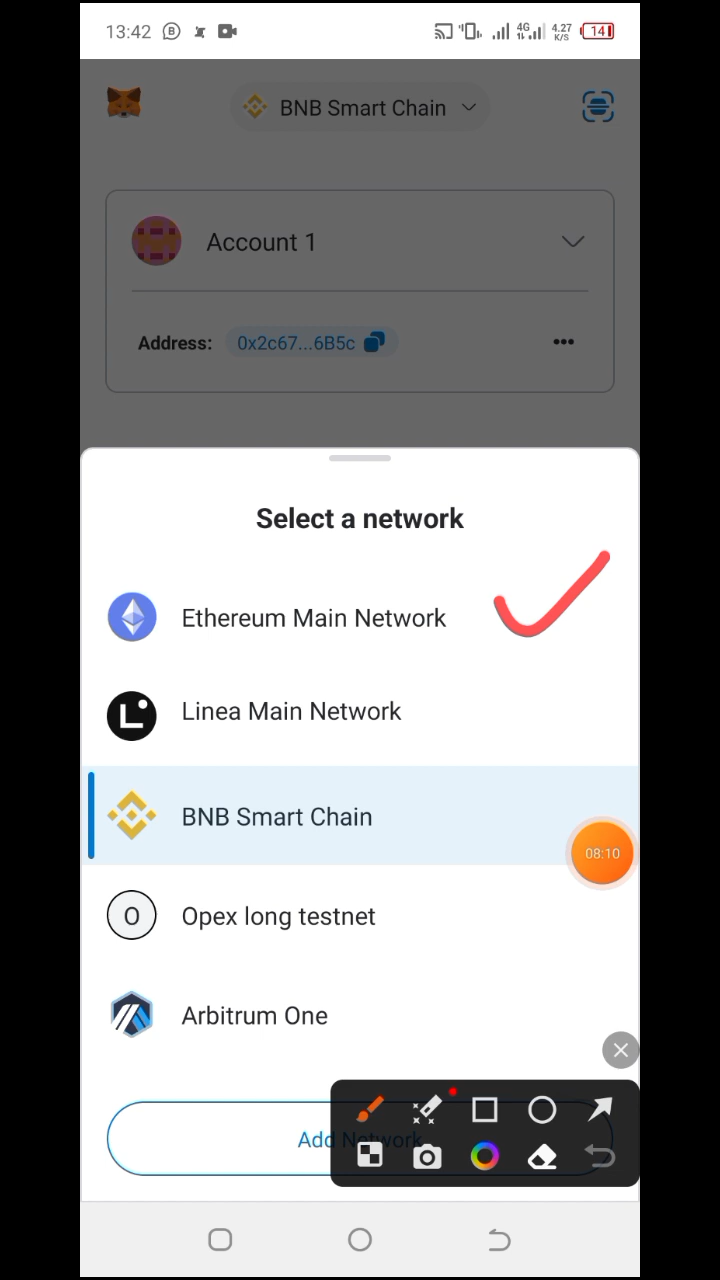 13:42 B 4G 4.27 K/S 14
BNB Smart Chain
Account 1
Address: 0x2c67...6B5c
Select a network
Ethereum Main Network
L Linea Main Network
BNB Smart Chain
08:10
O Opex long testnet
Arbitrum One
Add Network